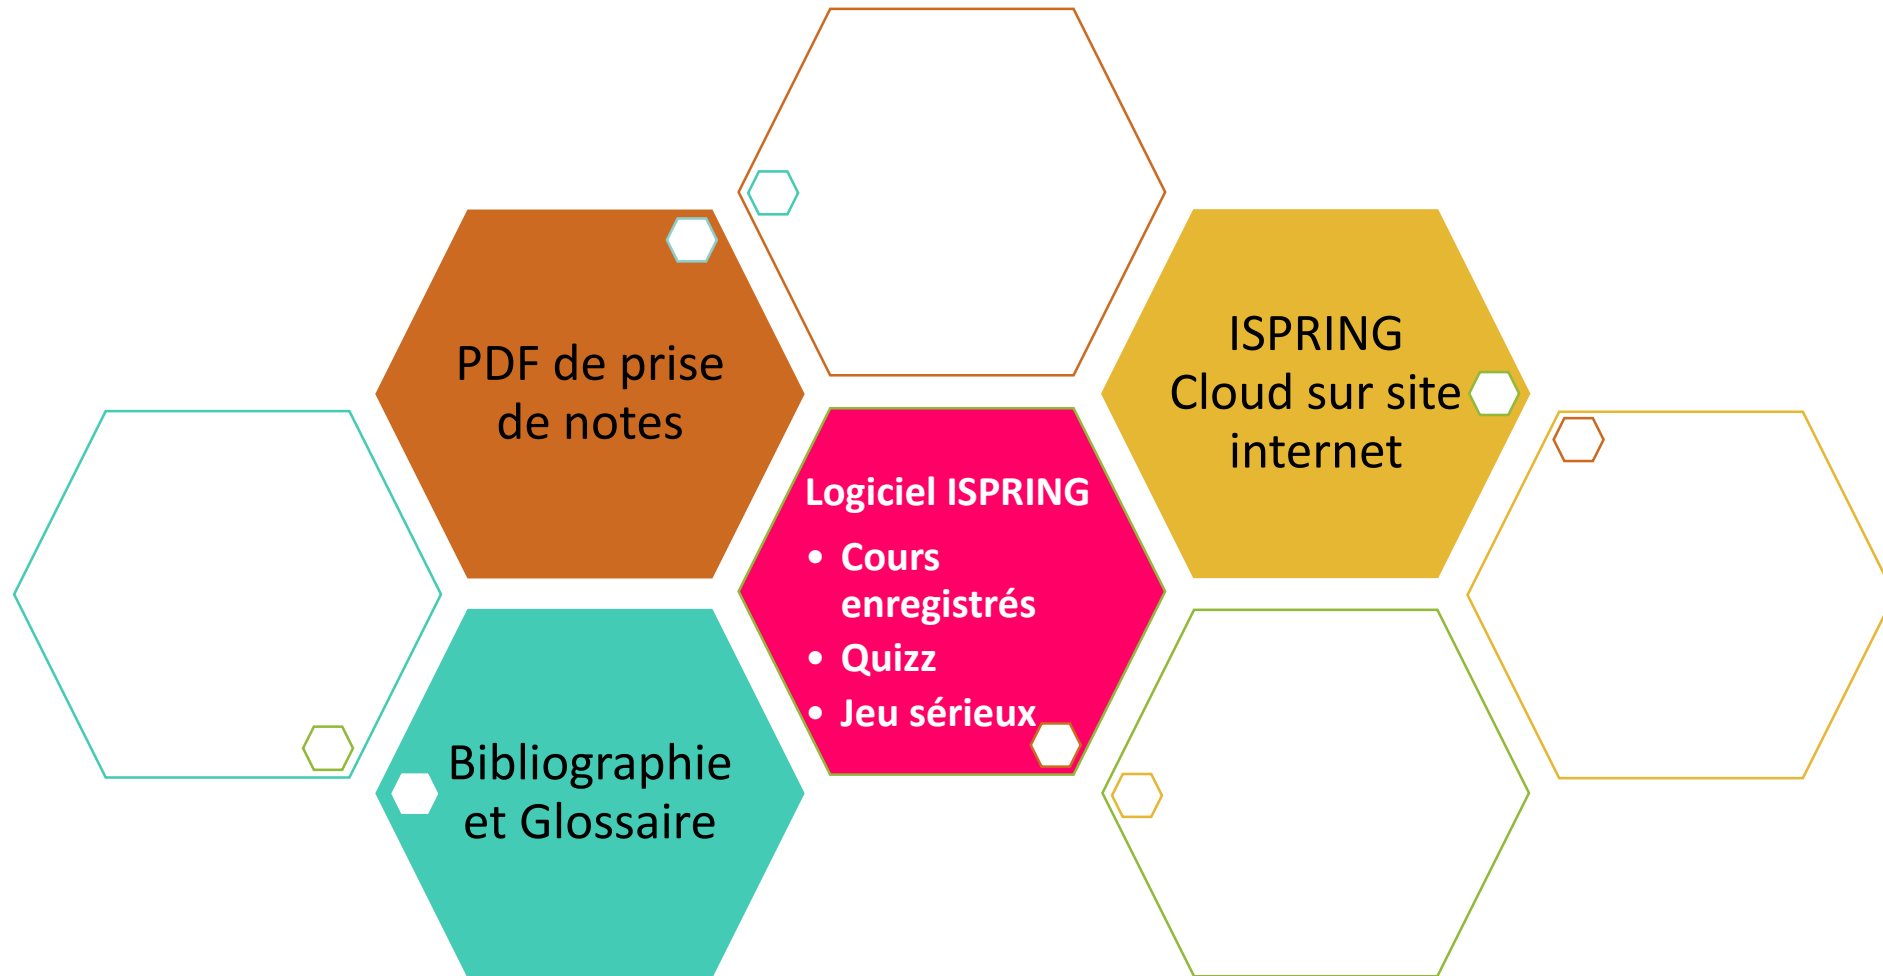 PDF de prise
de notes
ISPRING
Cloud sur site
internet
Logiciel ISPRING
• Cours
enregistrés
• Quizz
• Jeu sérieux
Bibliographie
et Glossaire